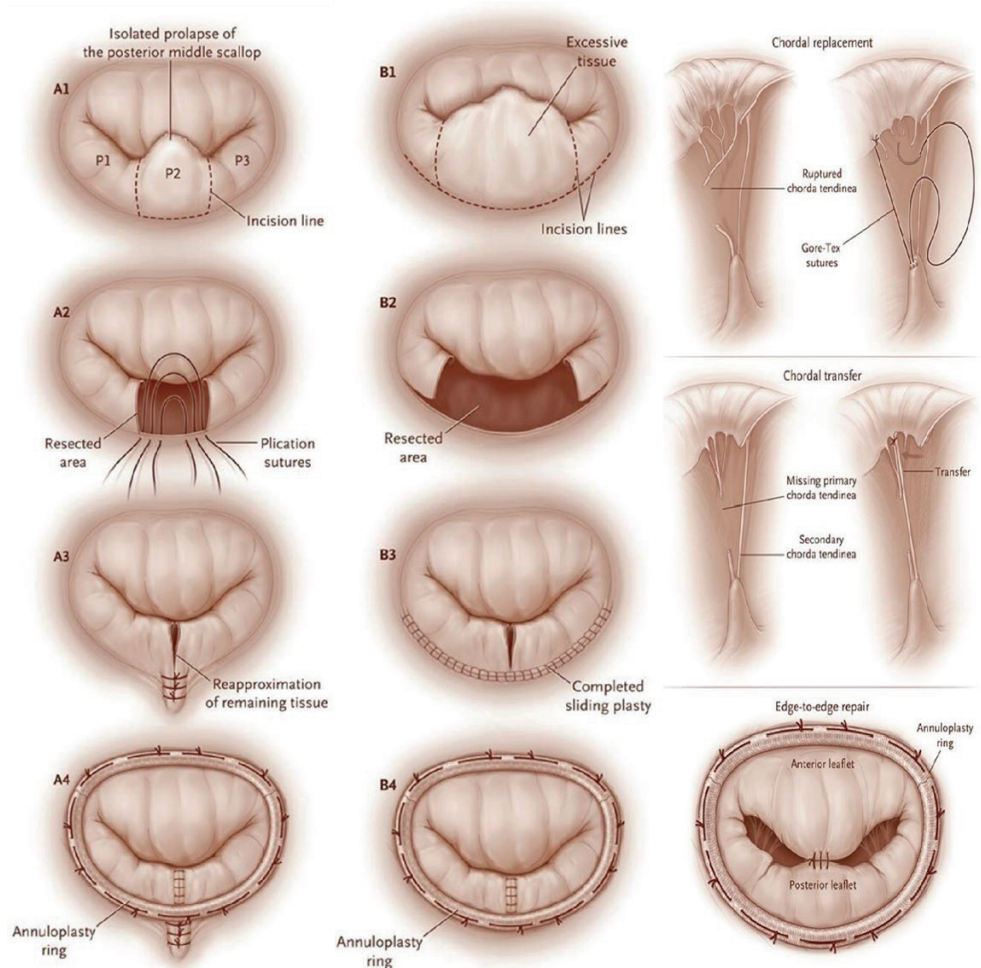 Isolated prolapse of
the posterior middle scallop
A1
P1
P2
P3
Incision line
A2
Resected
area
Plication
sutures
A3
Reapproximation
of remaining tissue
A4
Annuloplasty
ring
B1
Excessive
tissue
Incision lines
B2
Resected
area
B3
Completed
sliding plasty
B4
Annuloplasty
ring
Chordal replacement
Ruptured
chorda tendinea
Gore-Tex
sutures
Chordal transfer
Missing primary
chorda tendinea
Transfer
Secondary
chorda tendinea
Edge-to-edge repair
Annuloplasty
ring
Anterior leaflet
Posterior leaflet